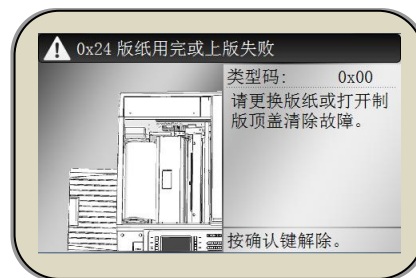 0x24 版纸用完或上版失败
类型码: 0x00
请更换版纸或打开制
版顶盖清除故障。
按确认键解除。